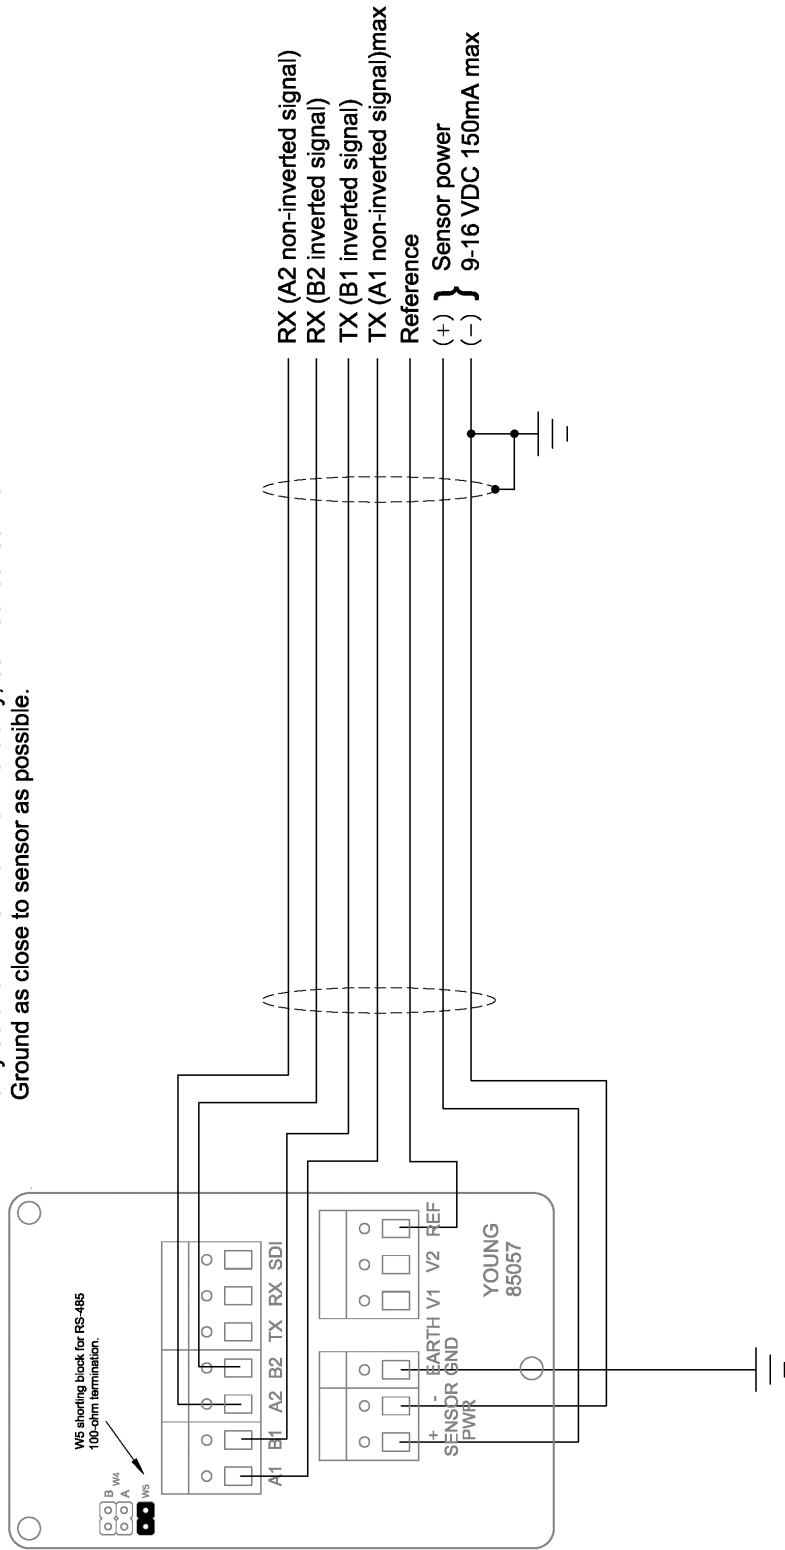 Ground as close to sensor as possible.
RX (A2 non-inverted signal)
RX (B2 inverted signal)
TX (B1 inverted signal)
TX (A1 non-inverted signal)max
Reference
(+) } Sensor power
(−) 9-16 VDC 150mA max
W5 shorting block for RS-485
100-ohm termination.
B
W4
A
W5
A1 B1 A2 B2 TX RX SDI
+ - EARTH V1 V2 REF
SENSOR GND
PWR
YOUNG
85057